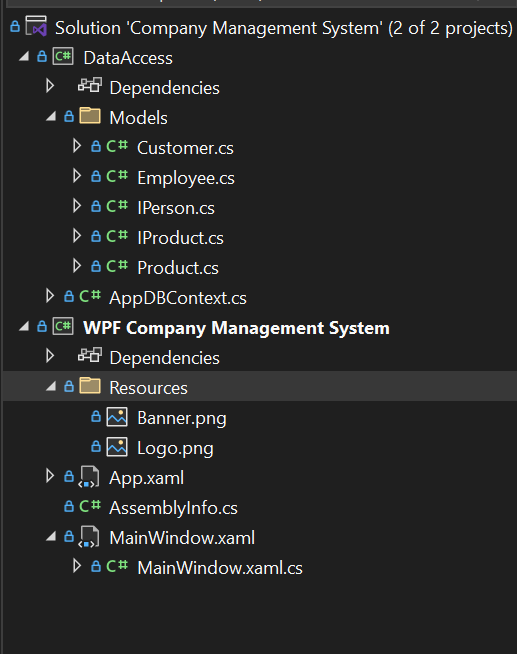 Solution 'Company Management System' (2 of 2 projects)
C# DataAccess
Dependencies
Models
C# Customer.cs
C# Employee.cs
C# IPerson.cs
C# IProduct.cs
C# Product.cs
C# AppDBContext.cs
C# WPF Company Management System
Dependencies
Resources
Banner.png
Logo.png
App.xaml
C# AssemblyInfo.cs
MainWindow.xaml
C# MainWindow.xaml.cs